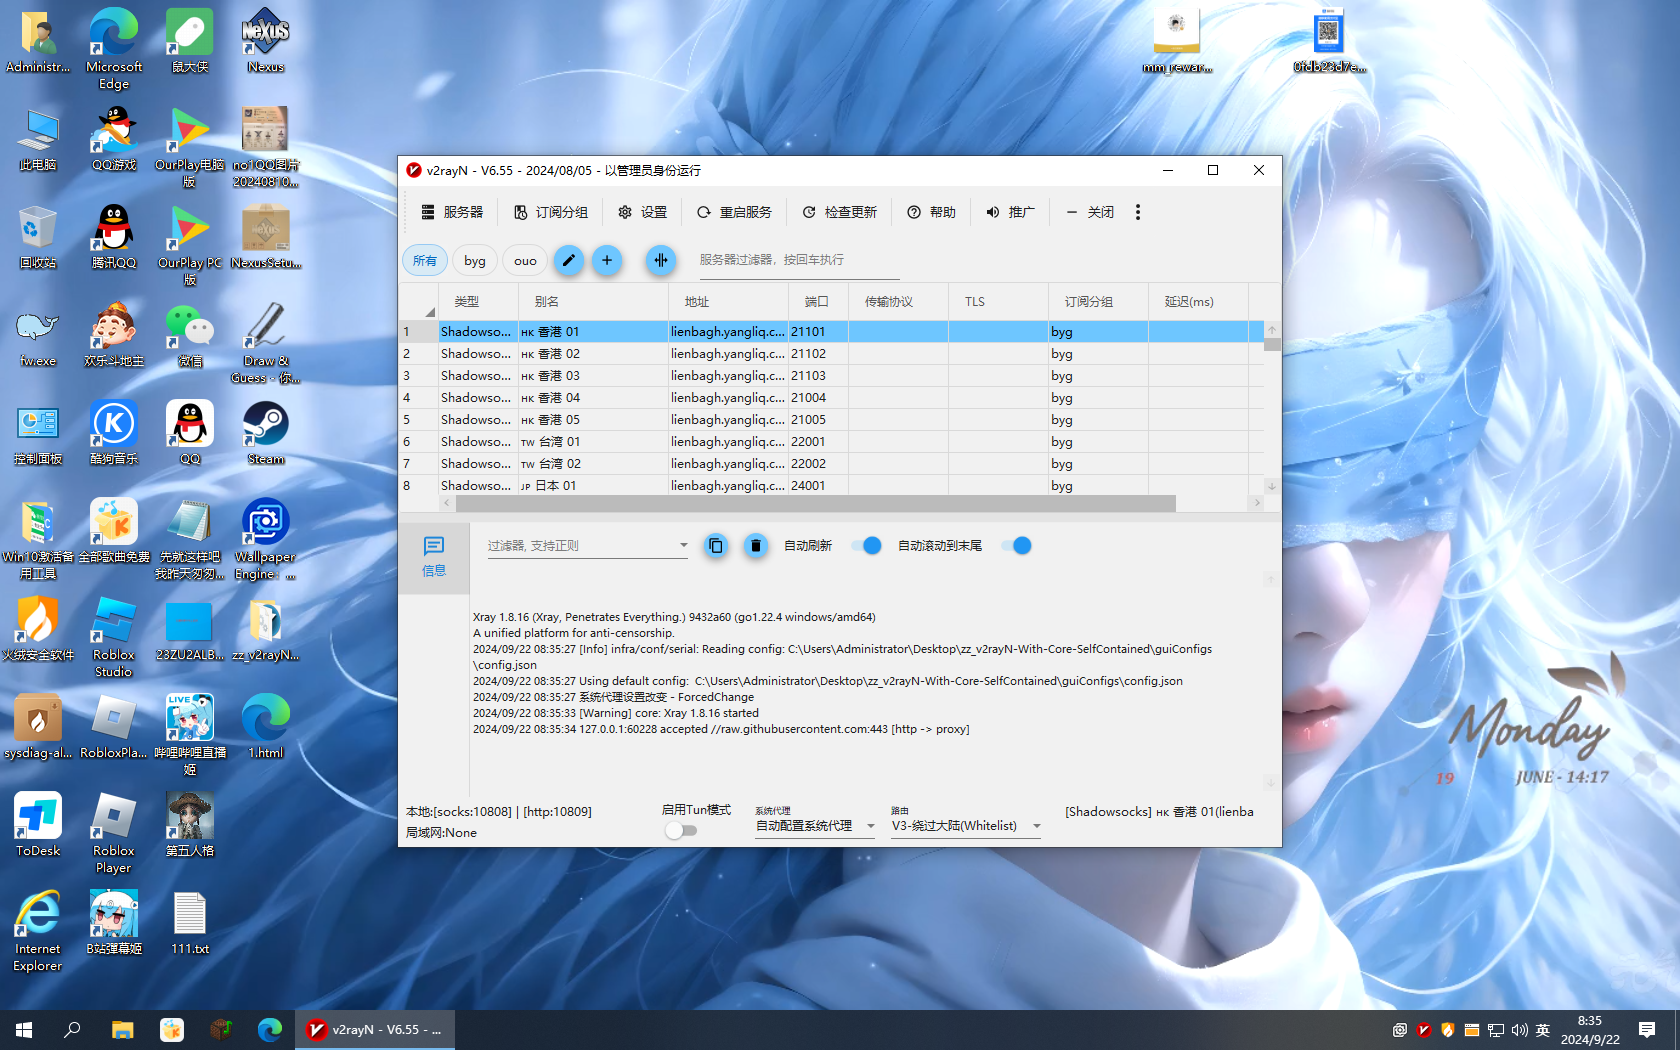 Administr...
Microsoft
Edge
鼠大侠
Nexus
此电脑
QQ游戏
OurPlay电脑
版
no1QQ图片
20240810...
回收站
腾讯QQ
OurPlay PC
版
NexusSetu...
fw.exe
欢乐斗地主
微信
Draw &
Guess - 你...
控制面板
酷狗音乐
QQ
Steam
Win10激活备
用工具
全部歌曲免费
先就这样吧
我昨天匆匆...
Wallpaper
Engine：...
火绒安全软件
Roblox
Studio
23ZU2ALB...
zz_v2rayN...
sysdiag-al...
RobloxPla...
哔哩哔哩直播
姬
1.html
ToDesk
Roblox
Player
第五人格
Internet
Explorer
B站彈幕姬
111.txt
mm_rewar...
0fdb23d7e...
v2rayN - V6.55 - 2024/08/05 - 以管理员身份运行
服务器
订阅分组
设置
重启服务
检查更新
帮助
推广
关闭
所有
byg
ouo
服务器过滤器，按回车执行
类型 别名 地址 端口 传输协议 TLS 订阅分组 延迟(ms)
1 Shadowso... HK 香港 01 lienbagh.yangliq.c... 21101 byg
2 Shadowso... HK 香港 02 lienbagh.yangliq.c... 21102 byg
3 Shadowso... HK 香港 03 lienbagh.yangliq.c... 21103 byg
4 Shadowso... HK 香港 04 lienbagh.yangliq.c... 21004 byg
5 Shadowso... HK 香港 05 lienbagh.yangliq.c... 21005 byg
6 Shadowso... TW 台湾 01 lienbagh.yangliq.c... 22001 byg
7 Shadowso... TW 台湾 02 lienbagh.yangliq.c... 22002 byg
8 Shadowso... JP 日本 01 lienbagh.yangliq.c... 24001 byg
信息
过滤器, 支持正则
自动刷新
自动滚动到末尾
Xray 1.8.16 (Xray, Penetrates Everything.) 9432a60 (go1.22.4 windows/amd64)
A unified platform for anti-censorship.
2024/09/22 08:35:27 [Info] infra/conf/serial: Reading config: C:\Users\Administrator\Desktop\zz_v2rayN-With-Core-SelfContained\guiConfigs
\config.json
2024/09/22 08:35:27 Using default config:  C:\Users\Administrator\Desktop\zz_v2rayN-With-Core-SelfContained\guiConfigs\config.json
2024/09/22 08:35:27 系统代理设置改变 - ForcedChange
2024/09/22 08:35:33 [Warning] core: Xray 1.8.16 started
2024/09/22 08:35:34 127.0.0.1:60228 accepted //raw.githubusercontent.com:443 [http -> proxy]
本地:[socks:10808] | [http:10809]
局域网:None
启用Tun模式
系统代理
自动配置系统代理
路由
V3-绕过大陆(Whitelist)
[Shadowsocks] HK 香港 01(lienba
Monday
19
JUNE - 14:17
v2rayN - V6.55 - ...
英
8:35
2024/9/22